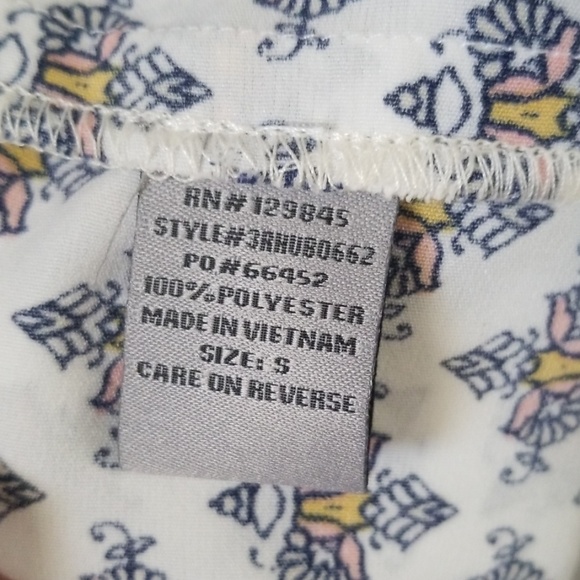 RN#129845
STYLE#3RHUB0662
PO#66452
100%POLYESTER
MADE IN VIETNAM
SIZE: S
CARE ON REVERSE